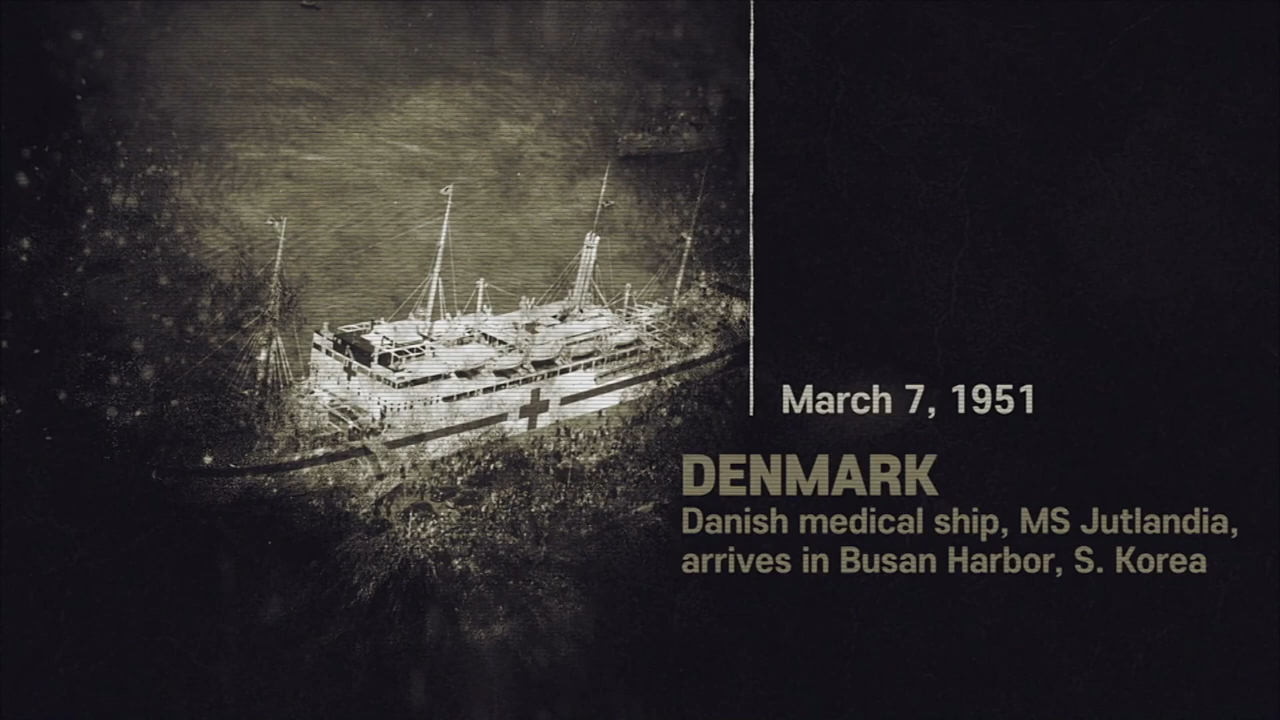 March 7, 1951
DENMARK
Danish medical ship, MS Jutlandia,
arrives in Busan Harbor, S. Korea